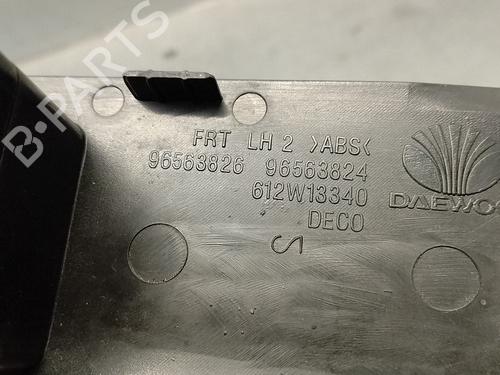 B-PARTS
FRT LH 2 >ABS<
96563826 96563824
612W13340
DECO
DAEWOO
S